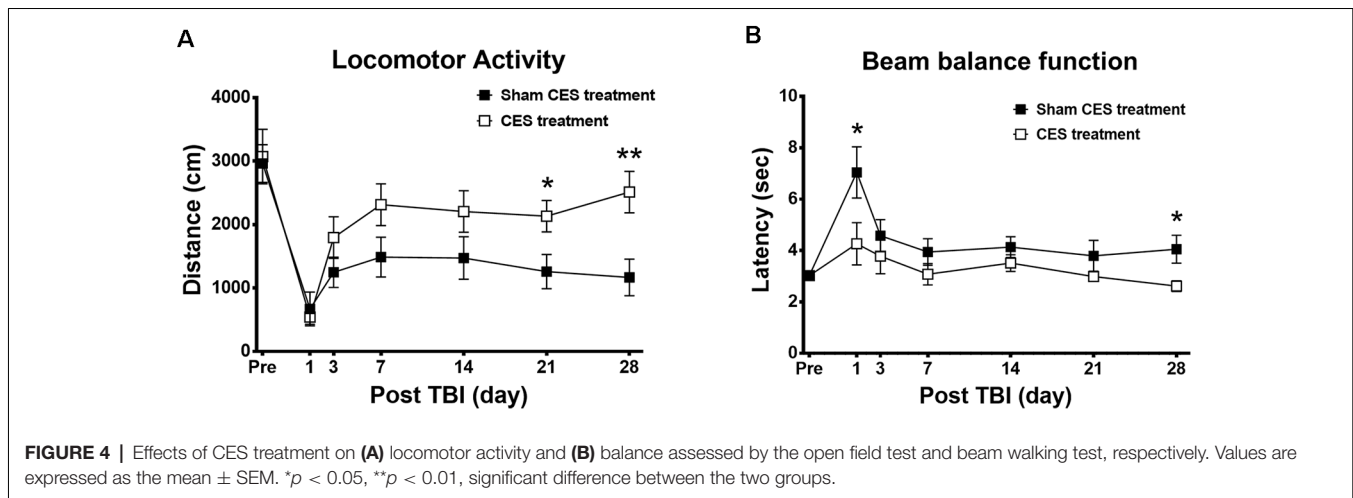 A
Locomotor Activity
Sham CES treatment
CES treatment
4000
3000
2000
1000
0
Distance (cm)
*
**
Pre 1 3 7 14 21 28
Post TBI (day)
B
Beam balance function
Sham CES treatment
CES treatment
10
8
6
4
2
0
Latency (sec)
*
*
Pre 1 3 7 14 21 28
Post TBI (day)
FIGURE 4 | Effects of CES treatment on (A) locomotor activity and (B) balance assessed by the open field test and beam walking test, respectively. Values are
expressed as the mean ± SEM. *p < 0.05, **p < 0.01, significant difference between the two groups.